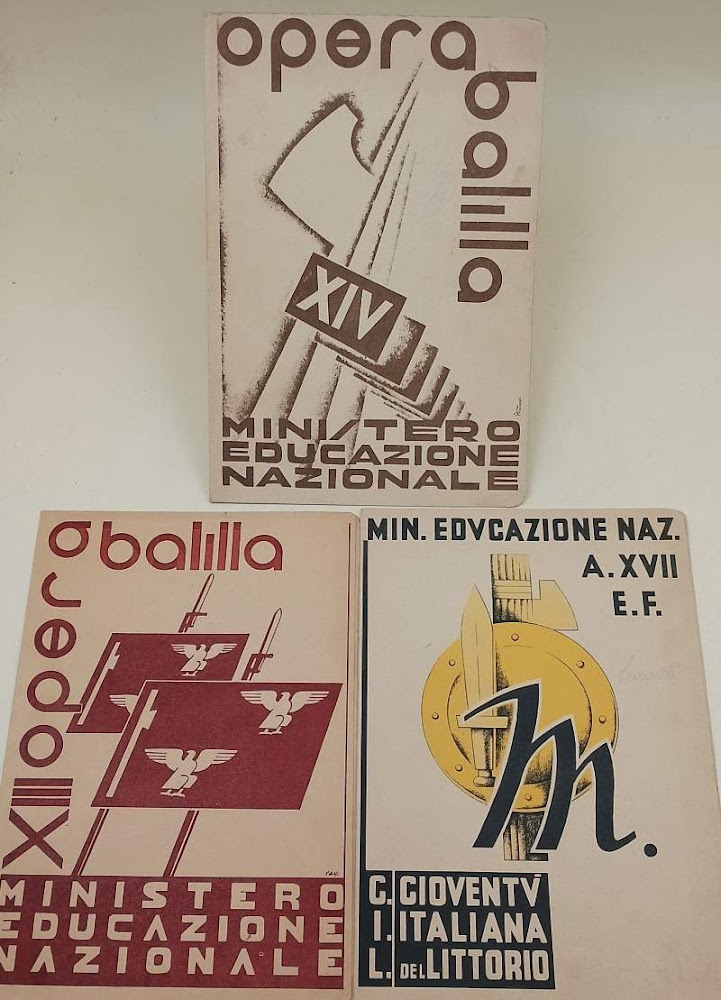 opera
balilla
XIV
MINISTERO
EDUCAZIONE
NAZIONALE
XIII opera
balilla
CAN.
MINISTERO
EDUCAZIONE
NAZIONALE
MIN. EDVCAZIONE NAZ.
A. XVII
E.F.
M.
G. GIOVENTV
I. ITALIANA
L. DEL LITTORIO